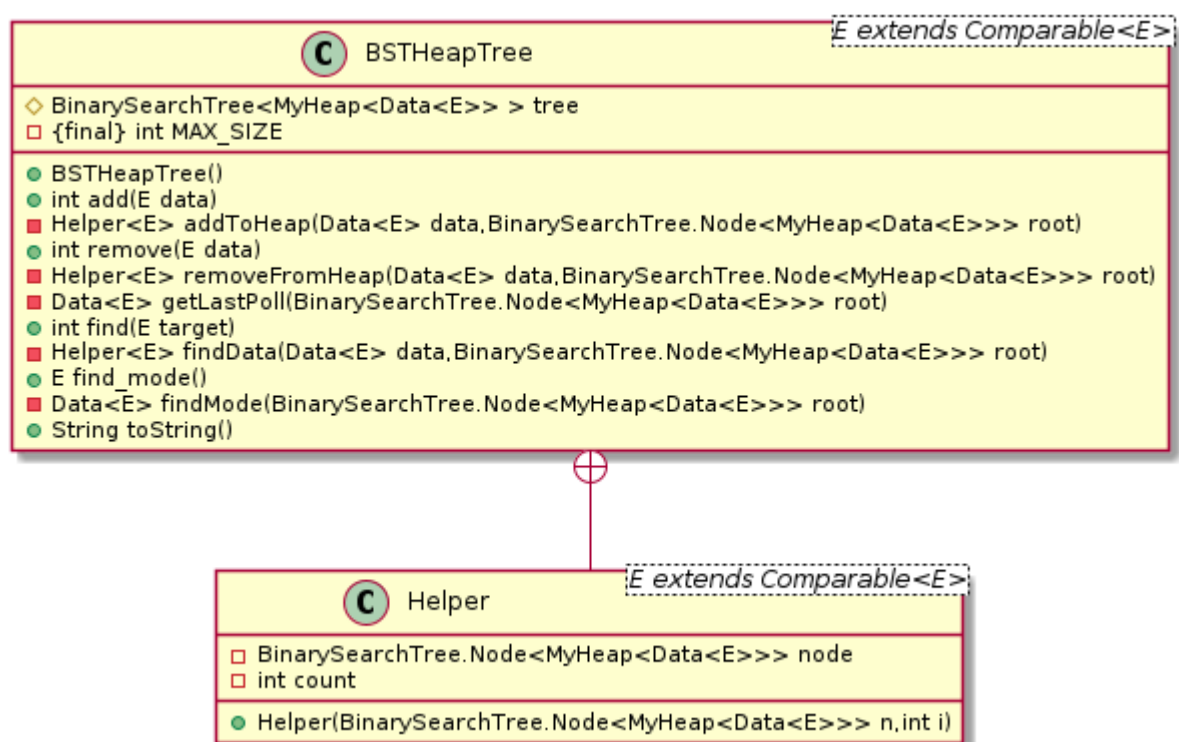 E extends Comparable<E>
C BSTHeapTree
BinarySearchTree<MyHeap<Data<E>> > tree
{final} int MAX_SIZE
BSTHeapTree()
int add(E data)
Helper<E> addToHeap(Data<E> data,BinarySearchTree.Node<MyHeap<Data<E>>> root)
int remove(E data)
Helper<E> removeFromHeap(Data<E> data,BinarySearchTree.Node<MyHeap<Data<E>>> root)
Data<E> getLastPoll(BinarySearchTree.Node<MyHeap<Data<E>>> root)
int find(E target)
Helper<E> findData(Data<E> data,BinarySearchTree.Node<MyHeap<Data<E>>> root)
E find_mode()
Data<E> findMode(BinarySearchTree.Node<MyHeap<Data<E>>> root)
String toString()
E extends Comparable<E>
C Helper
BinarySearchTree.Node<MyHeap<Data<E>>> node
int count
Helper(BinarySearchTree.Node<MyHeap<Data<E>>> n,int i)